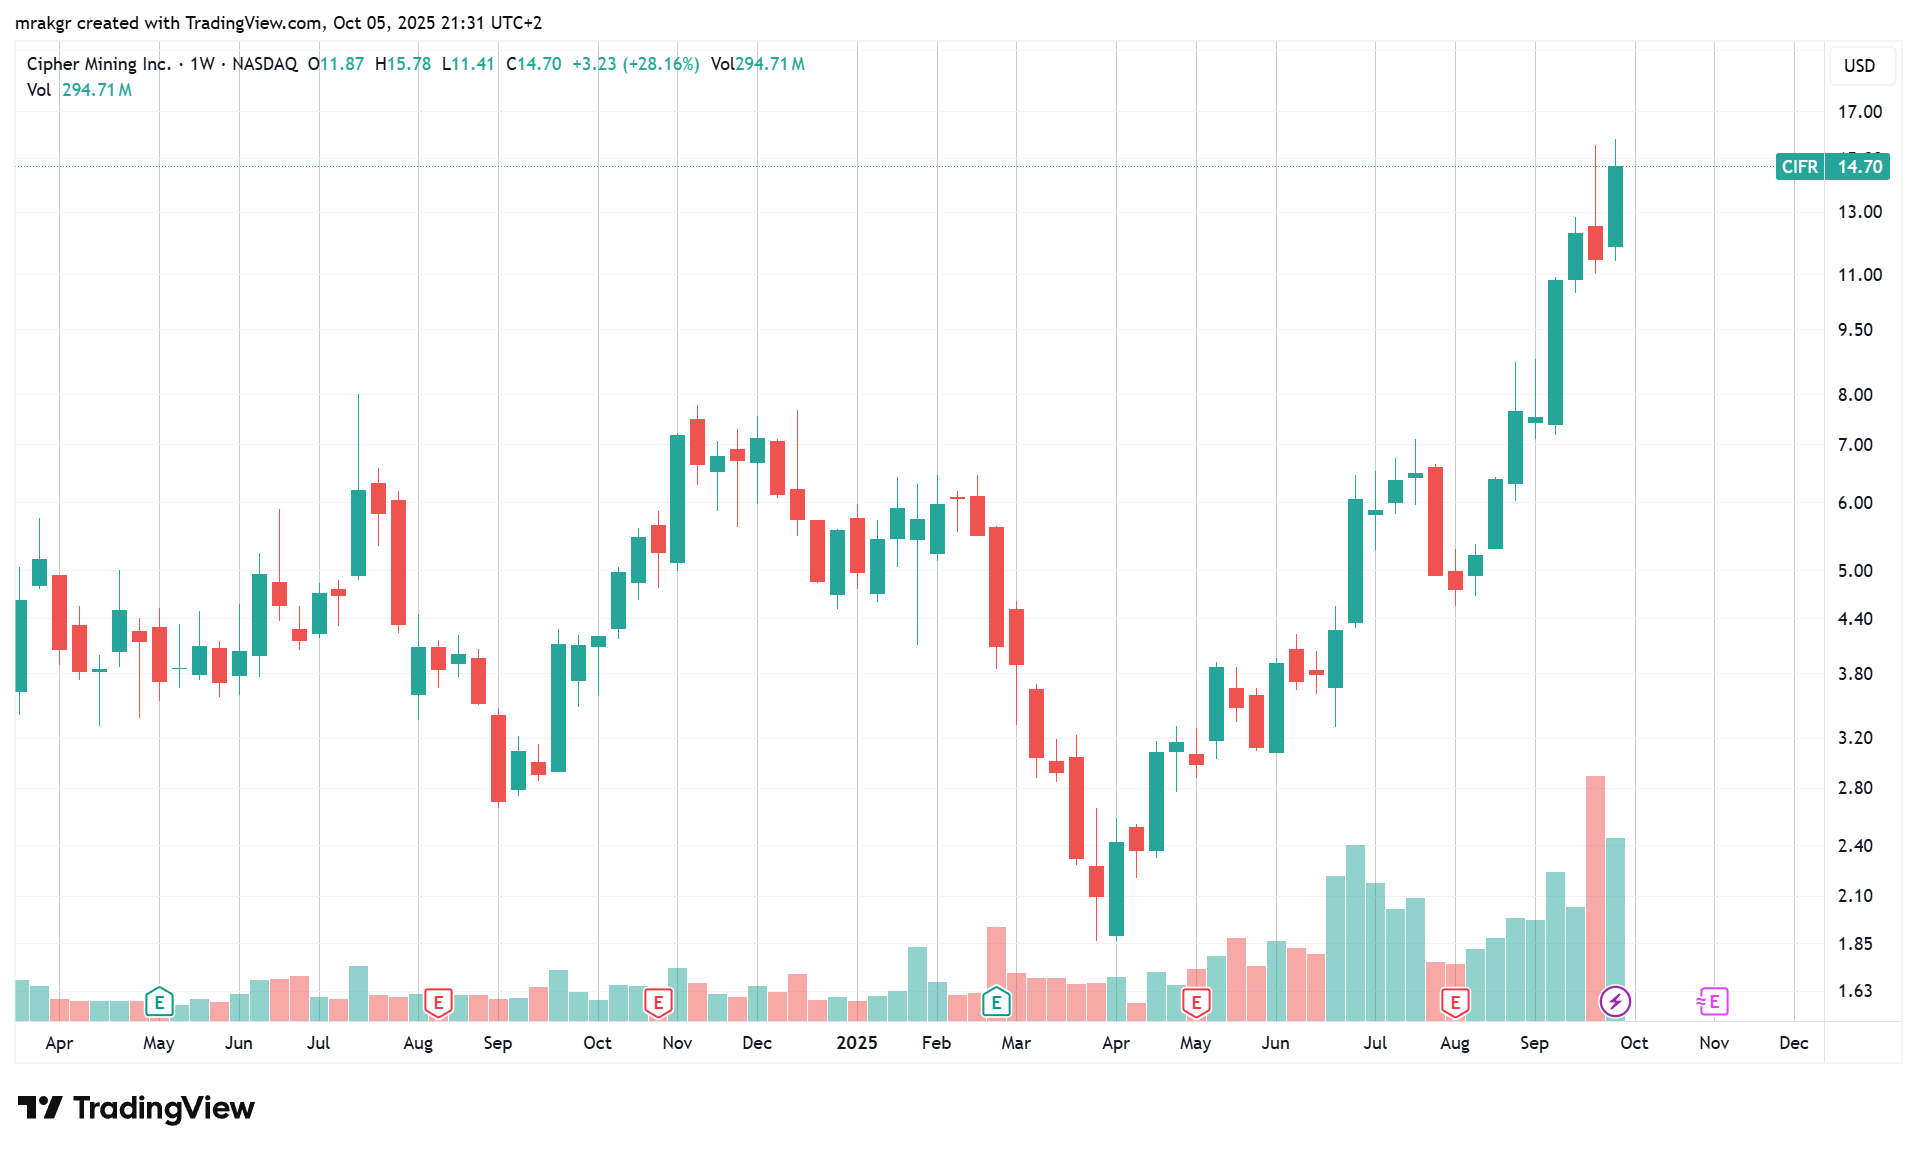 mrakgr created with TradingView.com, Oct 05, 2025 21:31 UTC+2
Cipher Mining Inc. · 1W · NASDAQ O11.87 H15.78 L11.41 C14.70 +3.23 (+28.16%) Vol294.71M
Vol 294.71M
USD
17.00
CIFR 14.70
13.00
11.00
9.50
8.00
7.00
6.00
5.00
4.40
3.80
3.20
2.80
2.40
2.10
1.85
1.63
E E E E E E ≈E
Apr May Jun Jul Aug Sep Oct Nov Dec 2025 Feb Mar Apr May Jun Jul Aug Sep Oct Nov Dec
TradingView